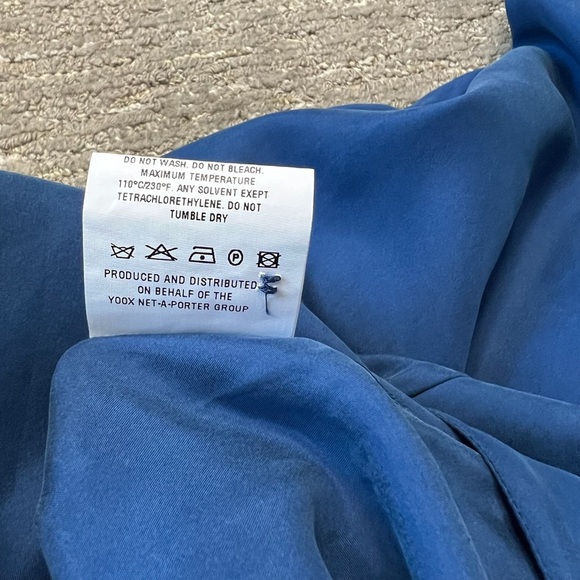 DO NOT WASH. DO NOT BLEACH.
MAXIMUM TEMPERATURE
110°C/230°F. ANY SOLVENT EXEPT
TETRACHLORETHYLENE. DO NOT
TUMBLE DRY
P
PRODUCED AND DISTRIBUTED
ON BEHALF OF THE
YOOX NET-A-PORTER GROUP